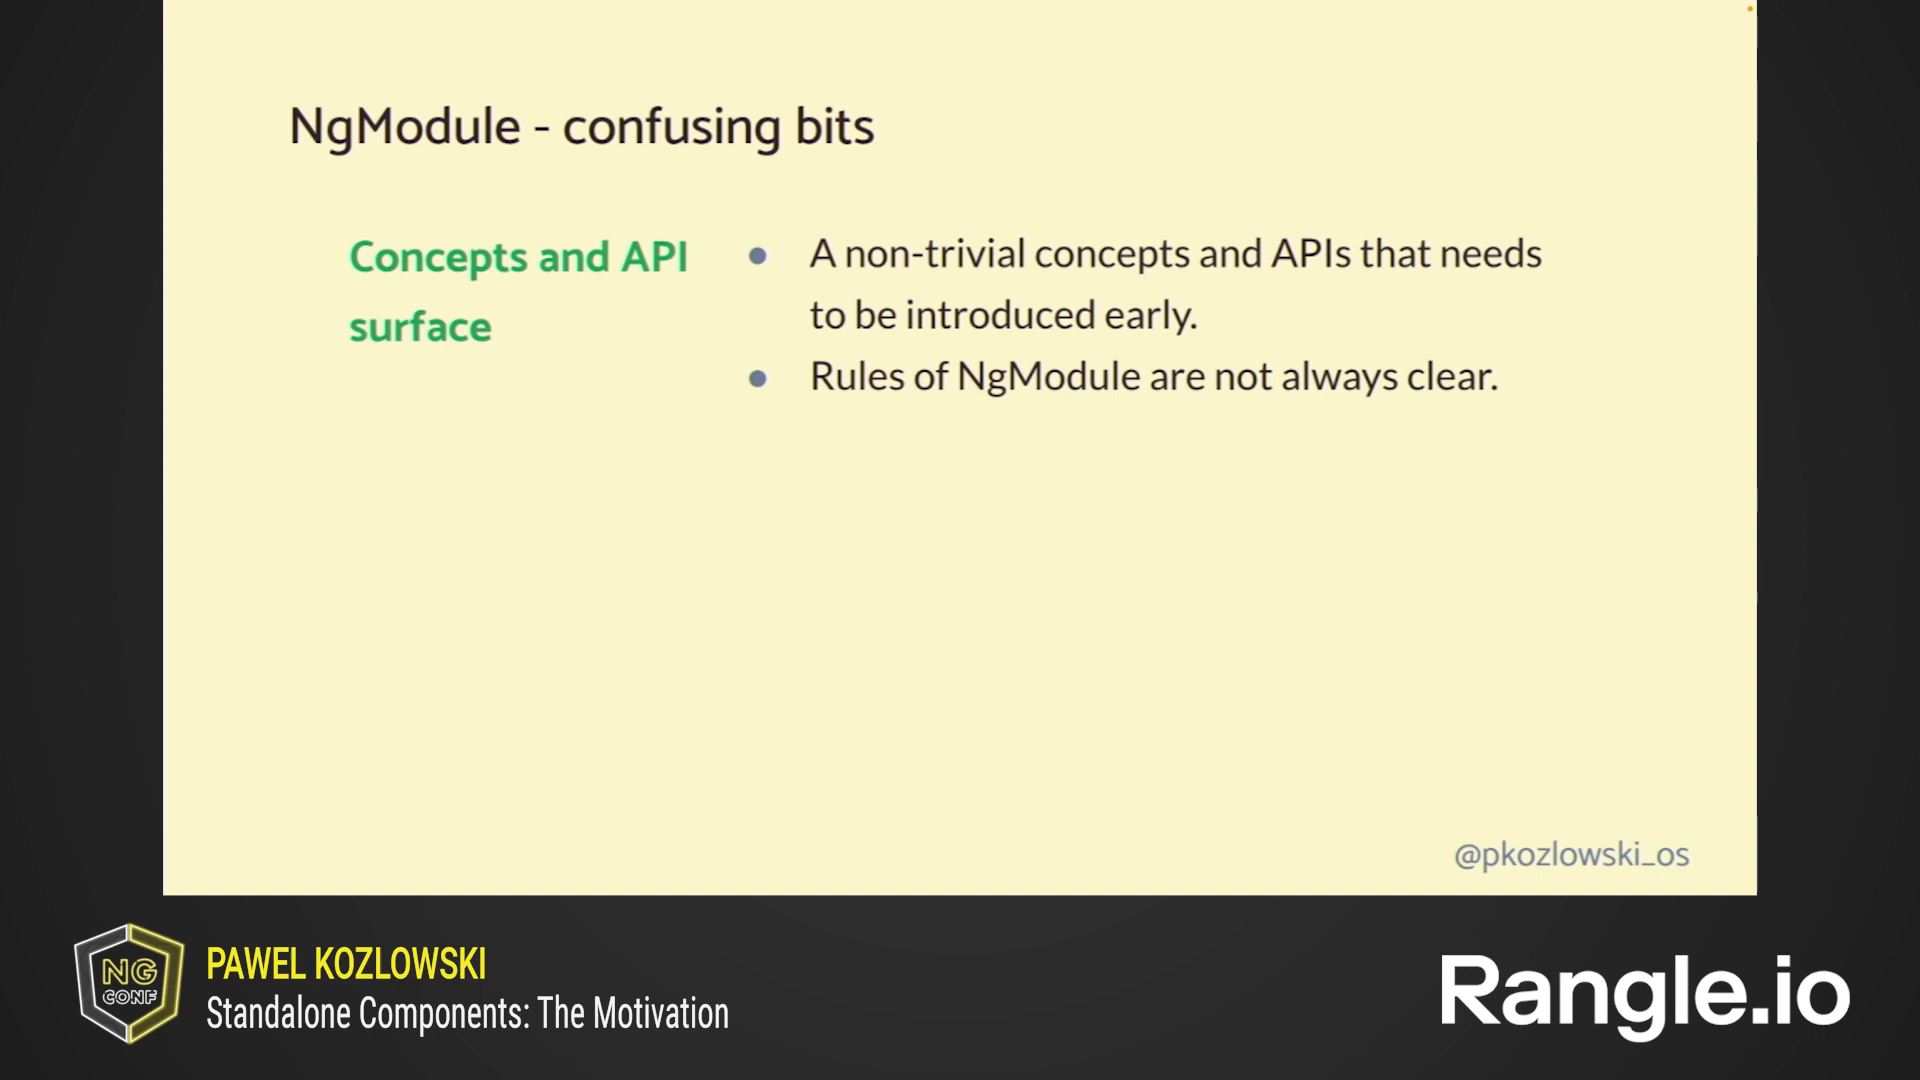 NgModule - confusing bits
Concepts and API
surface
● A non-trivial concepts and APIs that needs
to be introduced early.
● Rules of NgModule are not always clear.
@pkozlowski_os
NG
CONF
PAWEL KOZLOWSKI
Standalone Components: The Motivation
Rangle.io